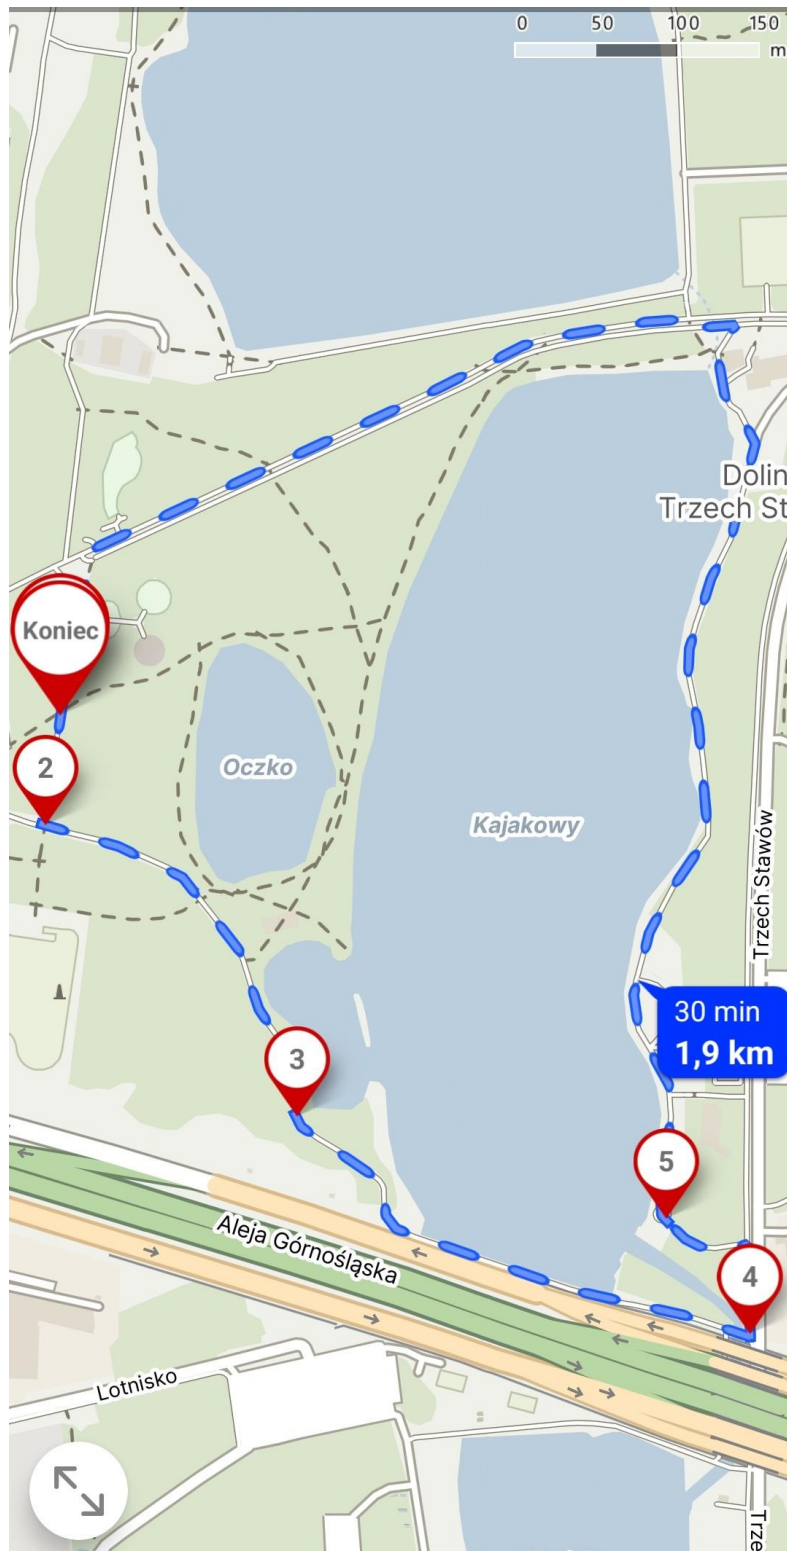 0 50 100 150
m
Dolin
Trzech St
Koniec
2
Oczko
Kajakowy
Trzech Stawów
30 min
1,9 km
3
5
Aleja Górnośląska
4
Lotnisko
Trze